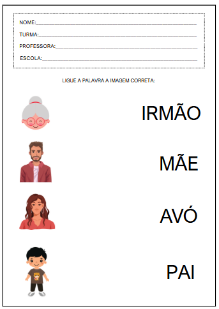 NOME:
TURMA:
PROFESSORA:
ESCOLA:
LIGUE A PALAVRA A IMAGEM CORRETA:
IRMÃO
MÃE
AVÓ
PAI